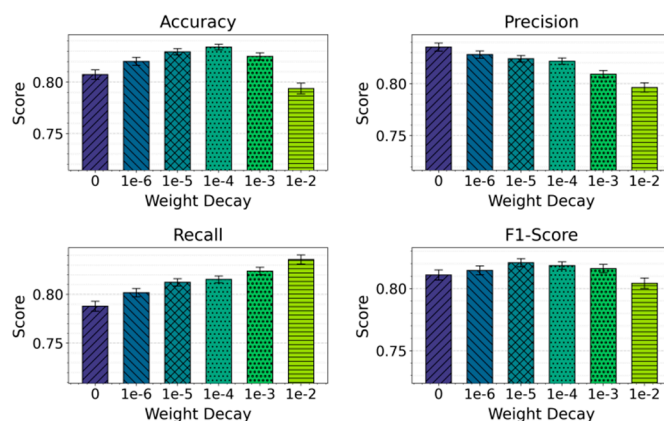 Accuracy
Score
0.80
0.75
0 1e-6 1e-5 1e-4 1e-3 1e-2
Weight Decay
Precision
Score
0.80
0.75
0 1e-6 1e-5 1e-4 1e-3 1e-2
Weight Decay
Recall
Score
0.80
0.75
0 1e-6 1e-5 1e-4 1e-3 1e-2
Weight Decay
F1-Score
Score
0.80
0.75
0 1e-6 1e-5 1e-4 1e-3 1e-2
Weight Decay